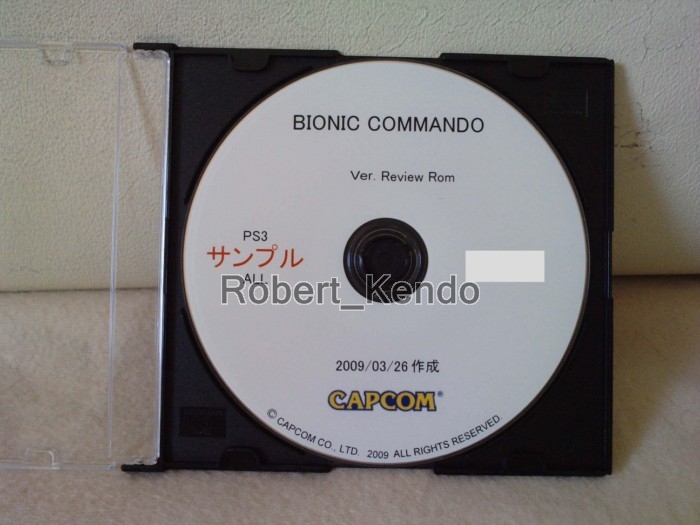 BIONIC COMMANDO
Ver. Review Rom
PS3
サンプル
ALL
Robert_Kendo
2009/03/26 作成
CAPCOM®
© CAPCOM CO., LTD. 2009 ALL RIGHTS RESERVED.